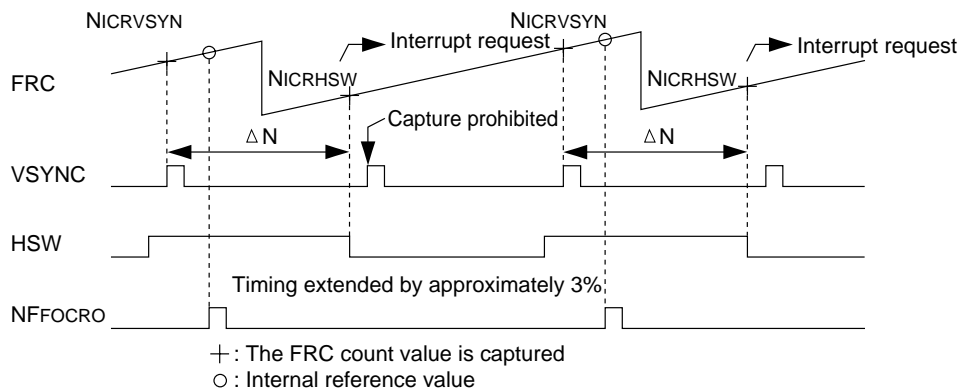 NICRVSYN NICRVSYN
Interrupt request Interrupt request
FRC NICRHSW NICRHSW
ΔN Capture prohibited ΔN
VSYNC
HSW
Timing extended by approximately 3%
NFFOCRO
+ : The FRC count value is captured
○ : Internal reference value